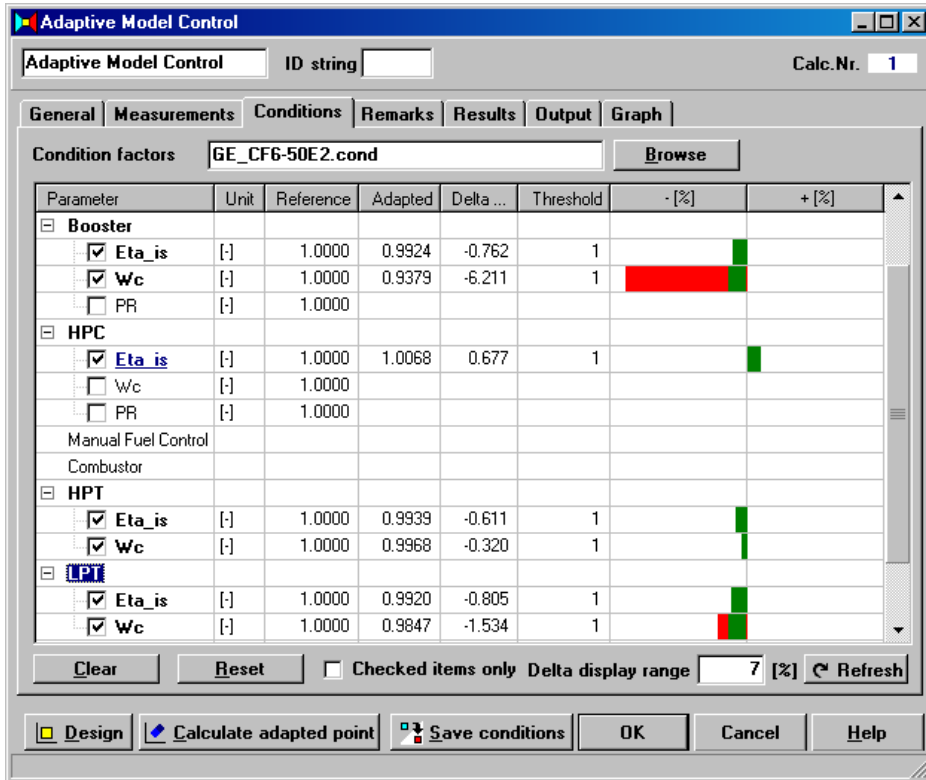 Adaptive Model Control
Adaptive Model Control ID string Calc.Nr. 1
General Measurements Conditions Remarks Results Output Graph
Condition factors GE_CF6-50E2.cond Browse
Parameter Unit Reference Adapted Delta ... Threshold - [%] + [%]
Booster
Eta_is [-] 1.0000 0.9924 -0.762 1
Wc [-] 1.0000 0.9379 -6.211 1
PR [-] 1.0000
HPC
Eta_is [-] 1.0000 1.0068 0.677 1
Wc [-] 1.0000
PR [-] 1.0000
Manual Fuel Control
Combustor
HPT
Eta_is [-] 1.0000 0.9939 -0.611 1
Wc [-] 1.0000 0.9968 -0.320 1
LPT
Eta_is [-] 1.0000 0.9920 -0.805 1
Wc [-] 1.0000 0.9847 -1.534 1
Clear Reset Checked items only Delta display range 7 [%] Refresh
Design Calculate adapted point Save conditions OK Cancel Help